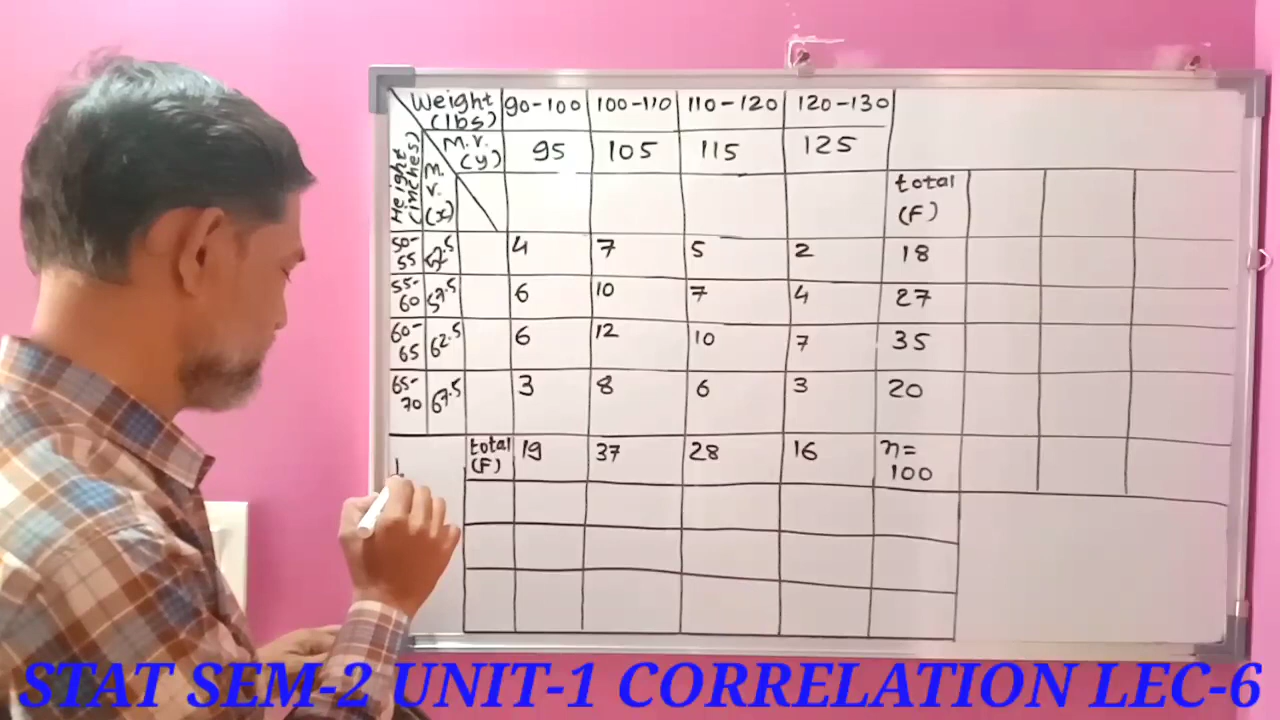 Weight 90-100 100-110 110-120 120-130
(lbs)
M.V. 95 105 115 125
(y)
Height
(inches)
M.
V.
(x)
total
(F)
50-
55 52.5 4 7 5 2 18
55-
60 57.5 6 10 7 4 27
60-
65 62.5 6 12 10 7 35
65-
70 67.5 3 8 6 3 20
total 19 37 28 16 n=
(F) 100
STAT SEM-2 UNIT-1 CORRELATION LEC-6